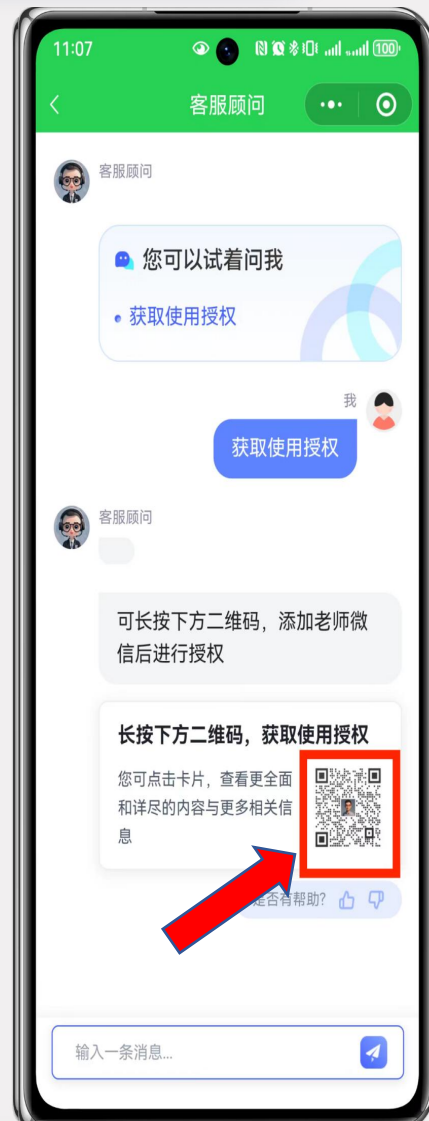 11:07
100
客服顾问
客服顾问
您可以试着问我
获取使用授权
我
获取使用授权
客服顾问
可长按下方二维码，添加老师微
信后进行授权
长按下方二维码，获取使用授权
您可点击卡片，查看更全面
和详尽的内容与更多相关信
息
是否有帮助?
输入一条消息...